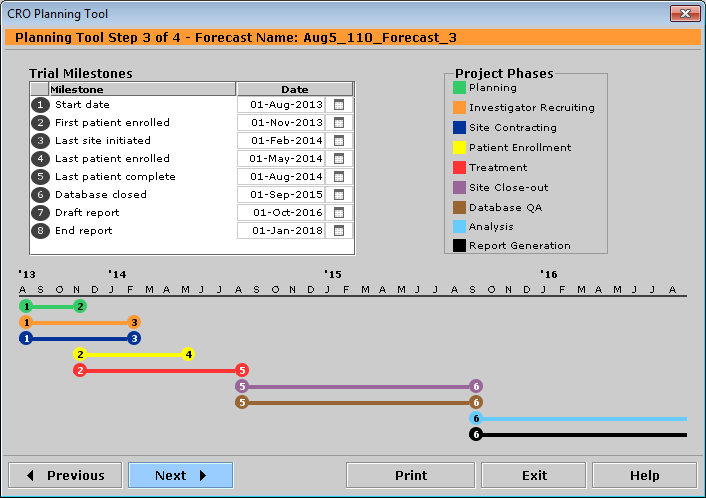 CRO Planning Tool
Planning Tool Step 3 of 4 - Forecast Name: Aug5_110_Forecast_3
Trial Milestones
Milestone Date
1 Start date 01-Aug-2013
2 First patient enrolled 01-Nov-2013
3 Last site initiated 01-Feb-2014
4 Last patient enrolled 01-May-2014
5 Last patient complete 01-Aug-2014
6 Database closed 01-Sep-2015
7 Draft report 01-Oct-2016
8 End report 01-Jan-2018
Project Phases
Planning
Investigator Recruiting
Site Contracting
Patient Enrollment
Treatment
Site Close-out
Database QA
Analysis
Report Generation
'13 '14 '15 '16
A S O N D J F M A M J J A S O N D J F M A M J J A S O N D J F M A M J J A
1 2
1 3
1 3
2 4
2 5
5 6
5 6
6
6
Previous Next Print Exit Help